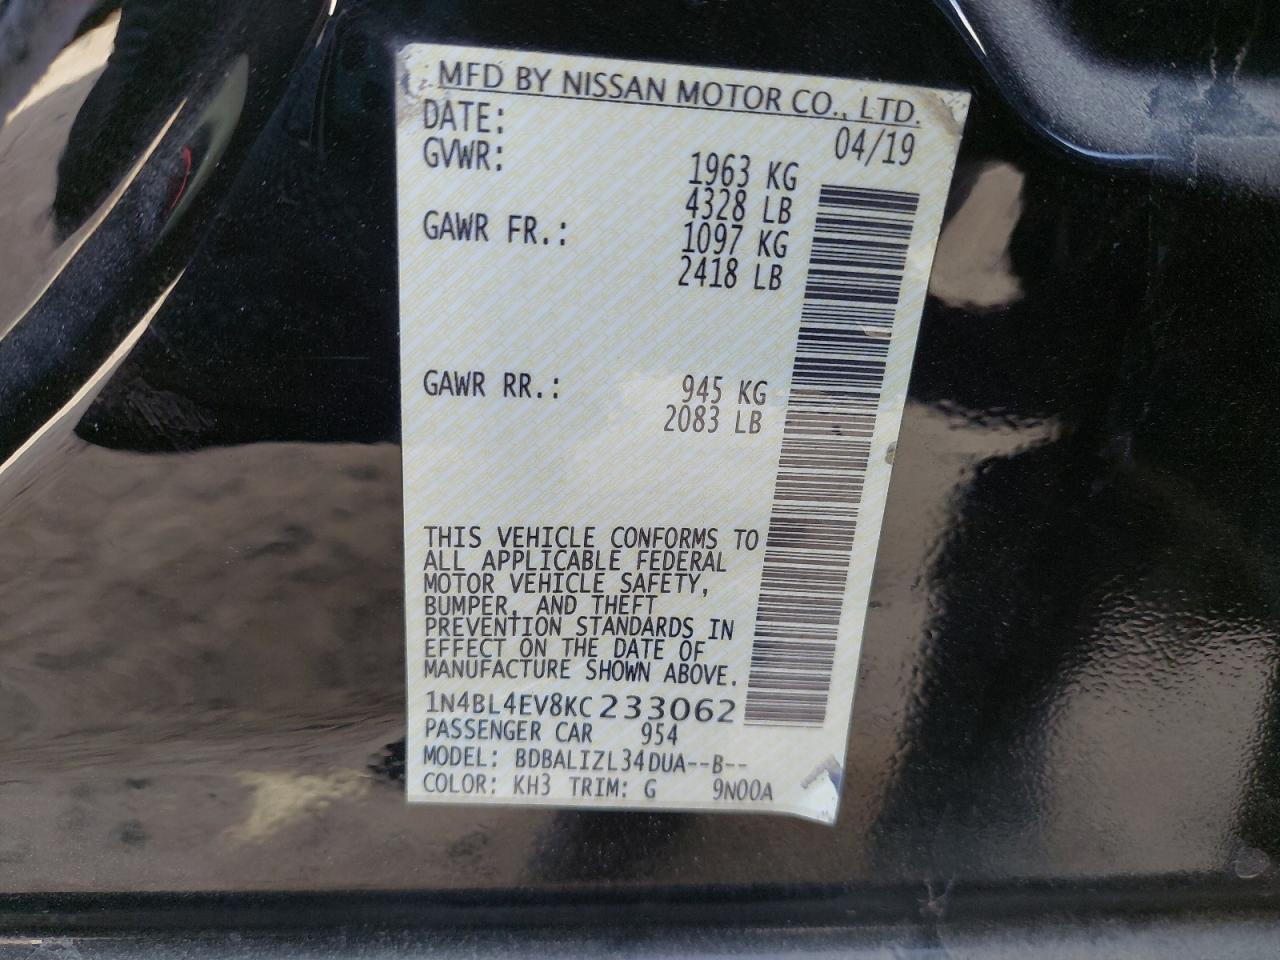 MFD BY NISSAN MOTOR CO., LTD.
DATE: 04/19
GVWR: 1963 KG
4328 LB
GAWR FR.: 1097 KG
2418 LB
GAWR RR.: 945 KG
2083 LB
THIS VEHICLE CONFORMS TO
ALL APPLICABLE FEDERAL
MOTOR VEHICLE SAFETY,
BUMPER, AND THEFT
PREVENTION STANDARDS IN
EFFECT ON THE DATE OF
MANUFACTURE SHOWN ABOVE.
1N4BL4EV8KC233062
PASSENGER CAR 954
MODEL: BDBALIZL34DUA--B--
COLOR: KH3 TRIM: G 9N00A